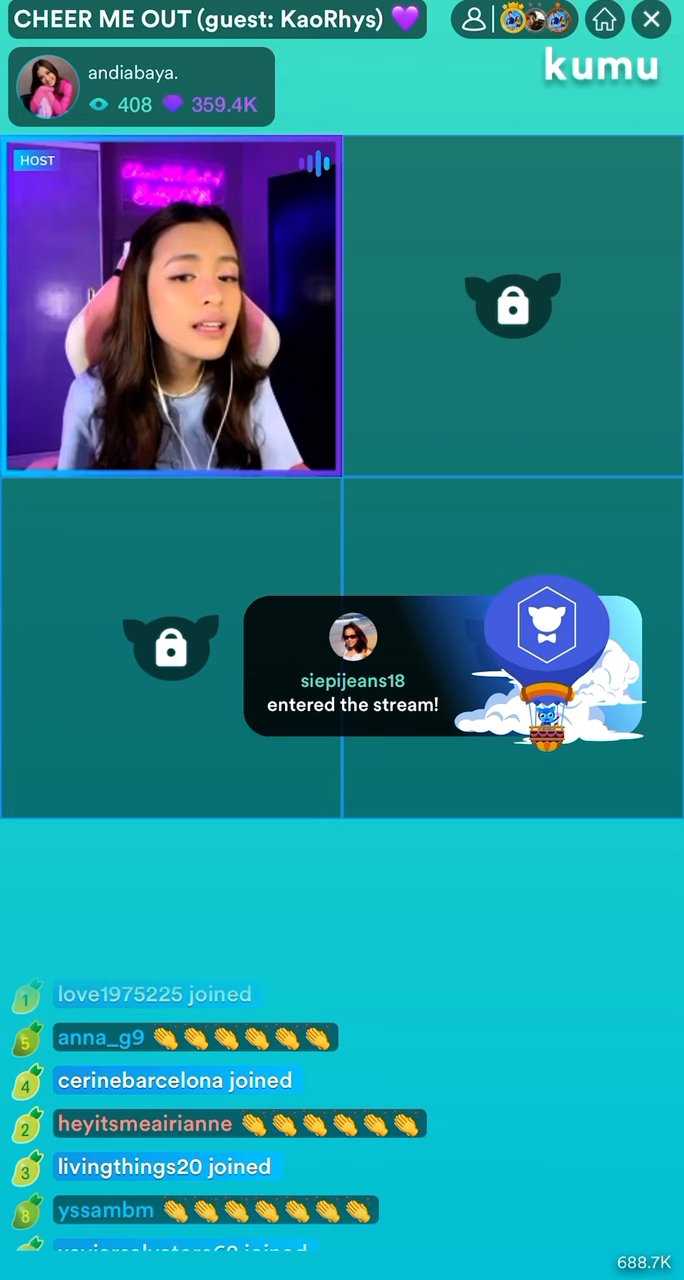 CHEER ME OUT (guest: KaoRhys) 💜
kumu
andiabaya.
408 359.4K
HOST
siepijeans18
entered the stream!
1 love1975225 joined
5 anna_g9 👏👏👏👏👏👏
4 cerinebarcelona joined
2 heyitsmeairianne 👏👏👏👏👏👏
3 livingthings20 joined
8 yssambm 👏👏👏👏👏👏👏
joined
688.7K